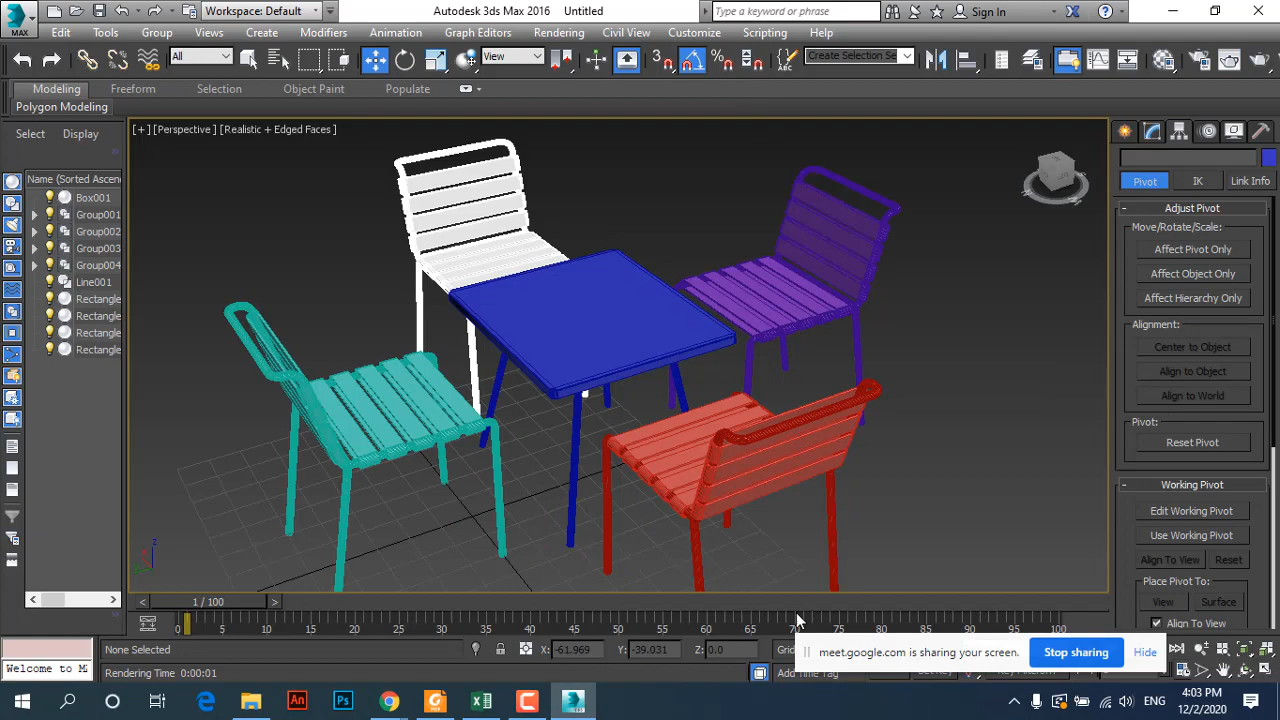 MAX
Workspace: Default
Autodesk 3ds Max 2016 Untitled
Type a keyword or phrase
Sign In
Edit Tools Group Views Create Modifiers Animation Graph Editors Rendering Civil View Customize Scripting Help
All
View
3
Create Selection Se
Modeling Freeform Selection Object Paint Populate
Polygon Modeling
Select Display
[+] [Perspective] [Realistic + Edged Faces]
Name (Sorted Ascen
Box001
Group001
Group002
Group003
Group004
Line001
Rectangle
Rectangle
Rectangle
Rectangle
Pivot IK Link Info
- Adjust Pivot
Move/Rotate/Scale:
Affect Pivot Only
Affect Object Only
Affect Hierarchy Only
Alignment:
Center to Object
Align to Object
Align to World
Pivot:
Reset Pivot
- Working Pivot
Edit Working Pivot
Use Working Pivot
Align To View Reset
Place Pivot To:
View Surface
Align To View
z
< 1 / 100 >
0 5 10 15 20 25 30 35 40 45 50 55 60 65 70 75 80 85 90 95 100
None Selected
X: -61.969 Y: -39.031 Z: 0.0
Grid
Welcome to M
Rendering Time: 0:00:01
Add Time Tag
meet.google.com is sharing your screen.
Stop sharing
Hide
An Ps
ENG
4:03 PM
12/2/2020